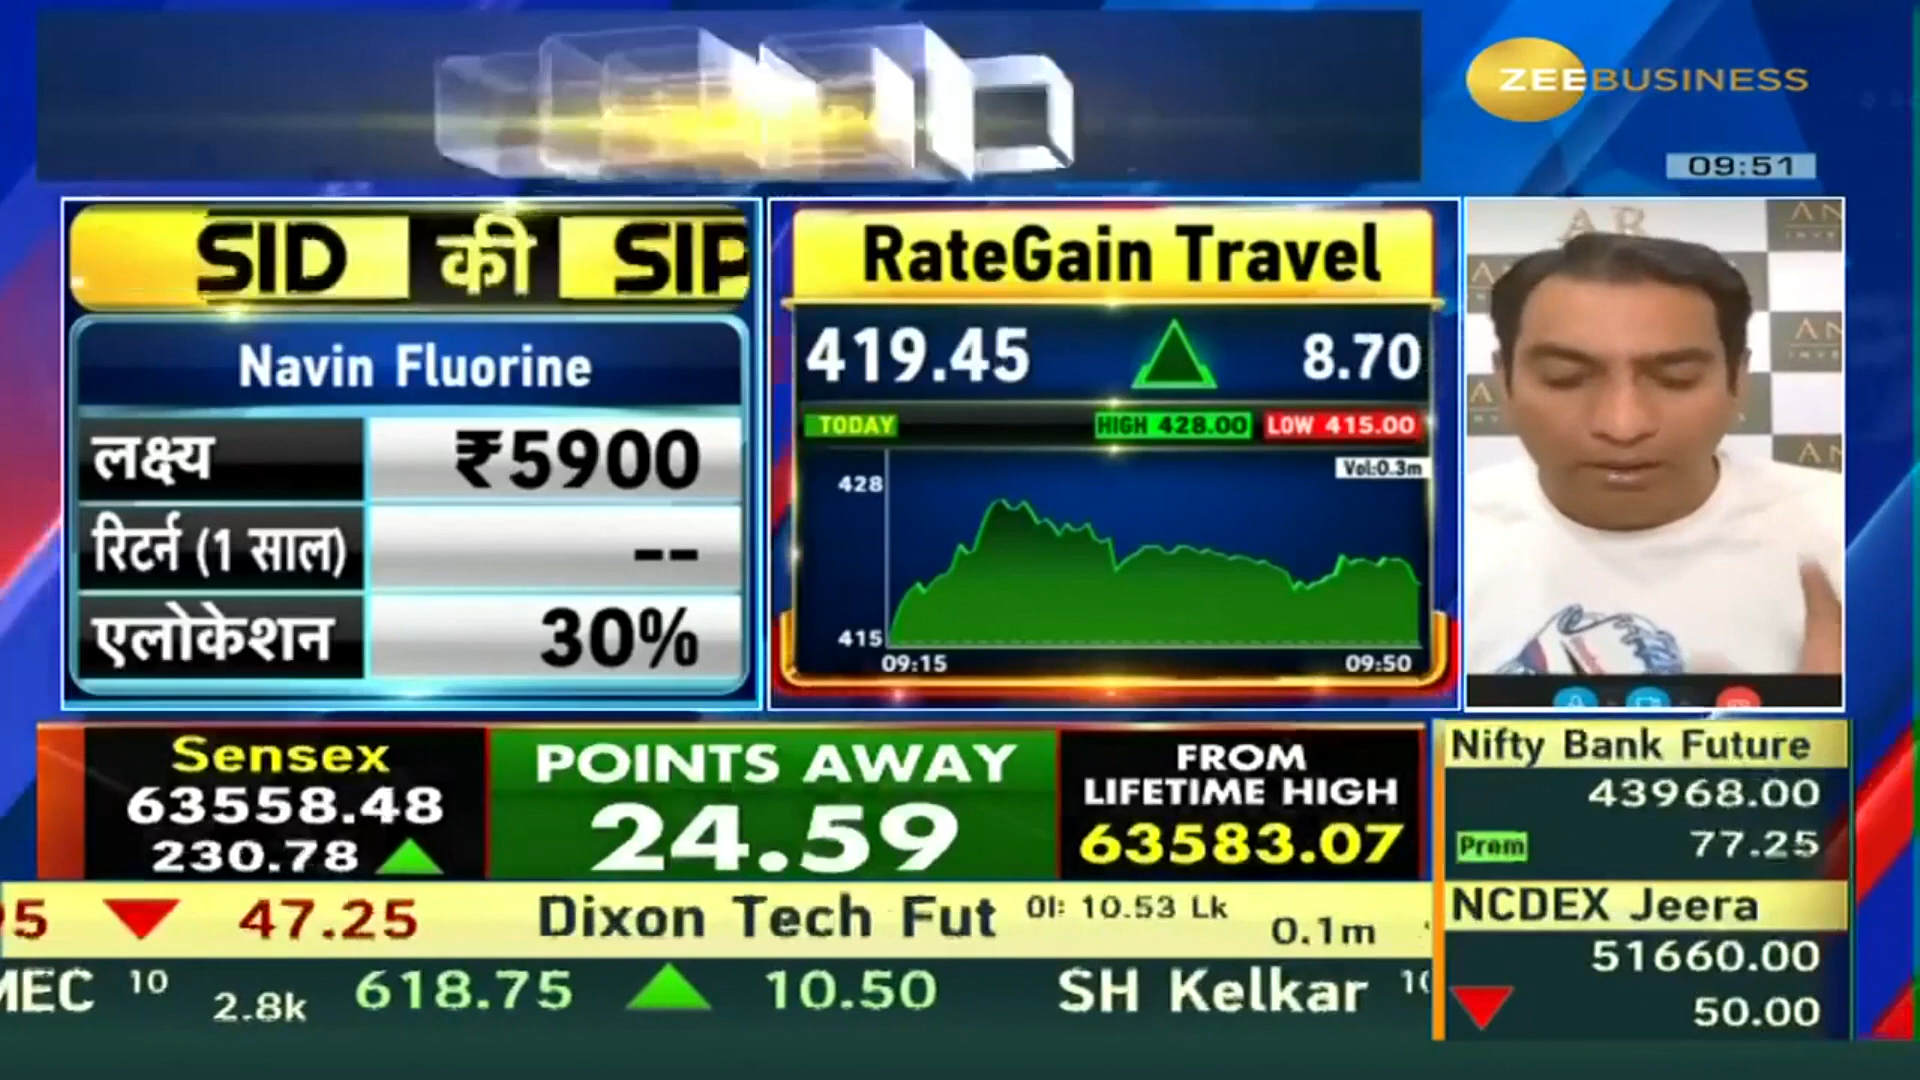 ZEEBUSINESS
09:51
SID की SIP
Navin Fluorine
लक्ष्य ₹5900
रिटर्न (1 साल) --
एलोकेशन 30%
RateGain Travel
419.45 8.70
TODAY HIGH 428.00 LOW 415.00
Vol:0.3m
428
415
09:15 09:50
Sensex
63558.48
230.78
POINTS AWAY
24.59
FROM
LIFETIME HIGH
63583.07
Nifty Bank Future
43968.00
Prem 77.25
NCDEX Jeera
51660.00
50.00
5 47.25 Dixon Tech Fut OI: 10.53 Lk 0.1m
MEC 10 2.8k 618.75 10.50 SH Kelkar 10